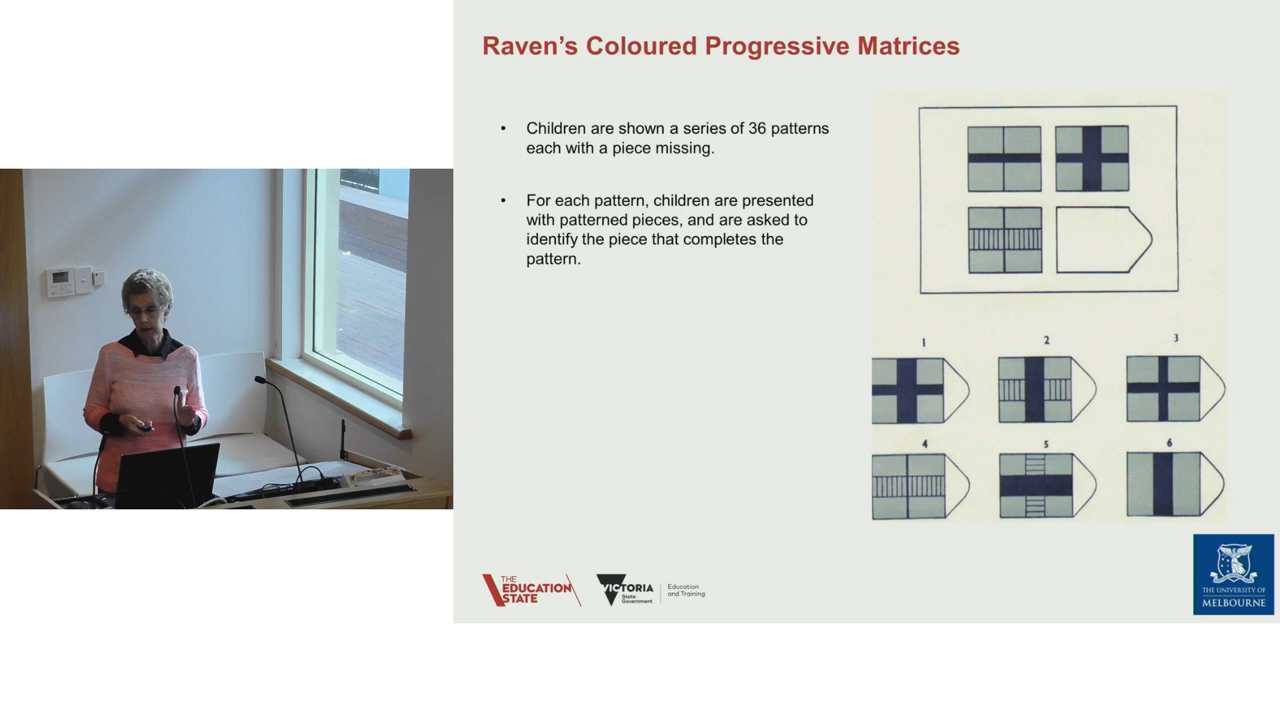 Raven’s Coloured Progressive Matrices
• Children are shown a series of 36 patterns
each with a piece missing.
• For each pattern, children are presented
with patterned pieces, and are asked to
identify the piece that completes the
pattern.
1 2 3
4 5 6
THE
EDUCATION
STATE
VICTORIA
State
Government
Education
and Training
THE UNIVERSITY OF
MELBOURNE